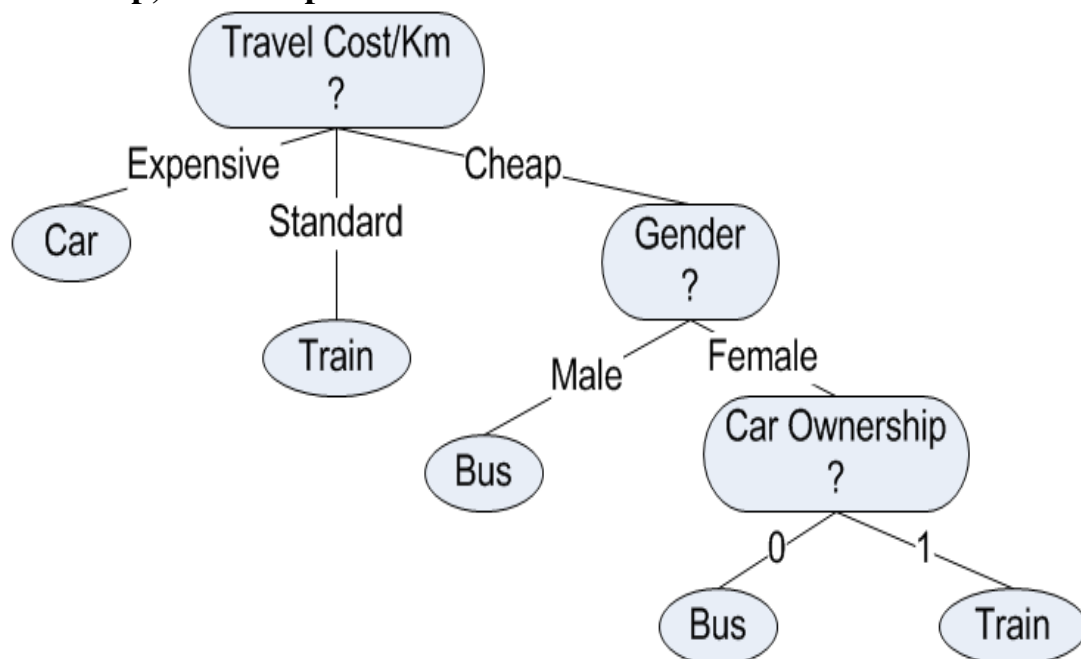 Travel Cost/Km
?
Expensive
Cheap
Standard
Car
Gender
?
Train
Male
Female
Bus
Car Ownership
?
0
1
Bus
Train